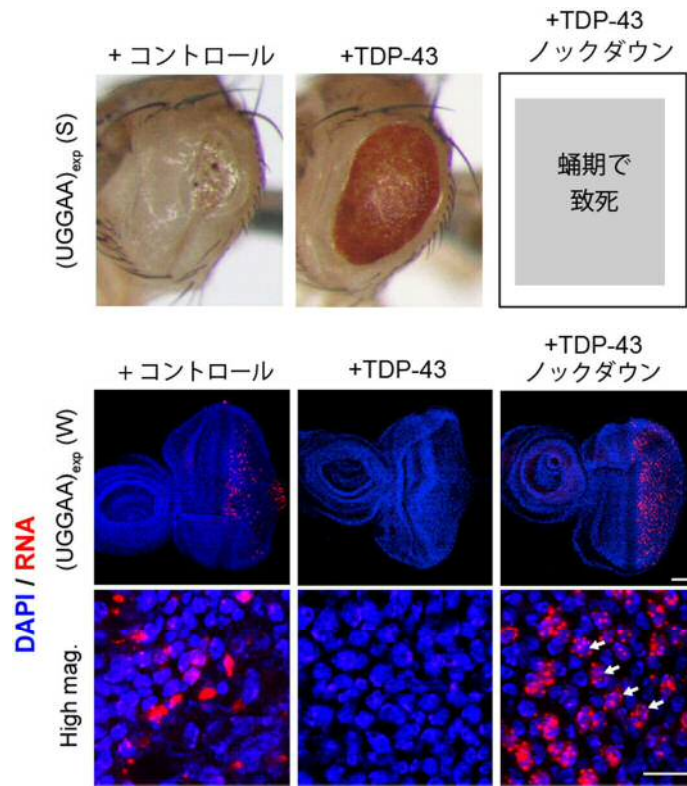 + コントロール
+TDP-43
+TDP-43
ノックダウン
(UGGAA)exp (S)
蛹期で
致死
+ コントロール
+TDP-43
+TDP-43
ノックダウン
(UGGAA)exp (W)
DAPI / RNA
High mag.